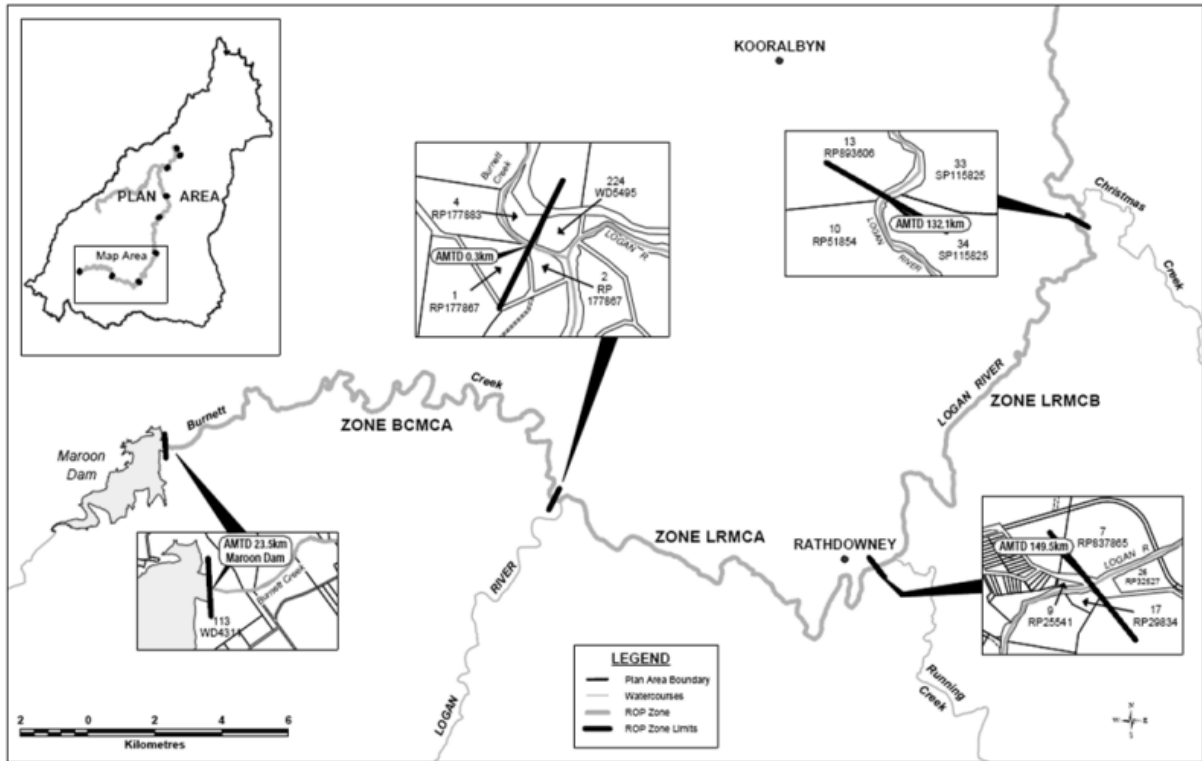 PLAN AREA
Map Area
KOORALBYN
Burnett
Creek
4
RP177883
224
WD5495
LOGAN R
AMTD 0.3km
1
RP177867
2
RP
177867
13
RP893606
33
SP115825
AMTD 132.1km
10
RP51854
LOGAN
RIVER
34
SP115825
Christmas
Creek
LOGAN RIVER
ZONE LRMCB
Burnett
Creek
ZONE BCMCA
Maroon
Dam
AMTD 23.5km
Maroon Dam
Burnett Creek
113
WD4311
ZONE LRMCA
RATHDOWNEY
LOGAN
RIVER
7
RP837865
AMTD 149.5km
LOGAN R
26
RP32527
9
RP25541
17
RP29834
Running
Creek
LEGEND
Plan Area Boundary
Watercourses
ROP Zone
ROP Zone Limits
2 0 2 4 6
Kilometres
N
W E
S